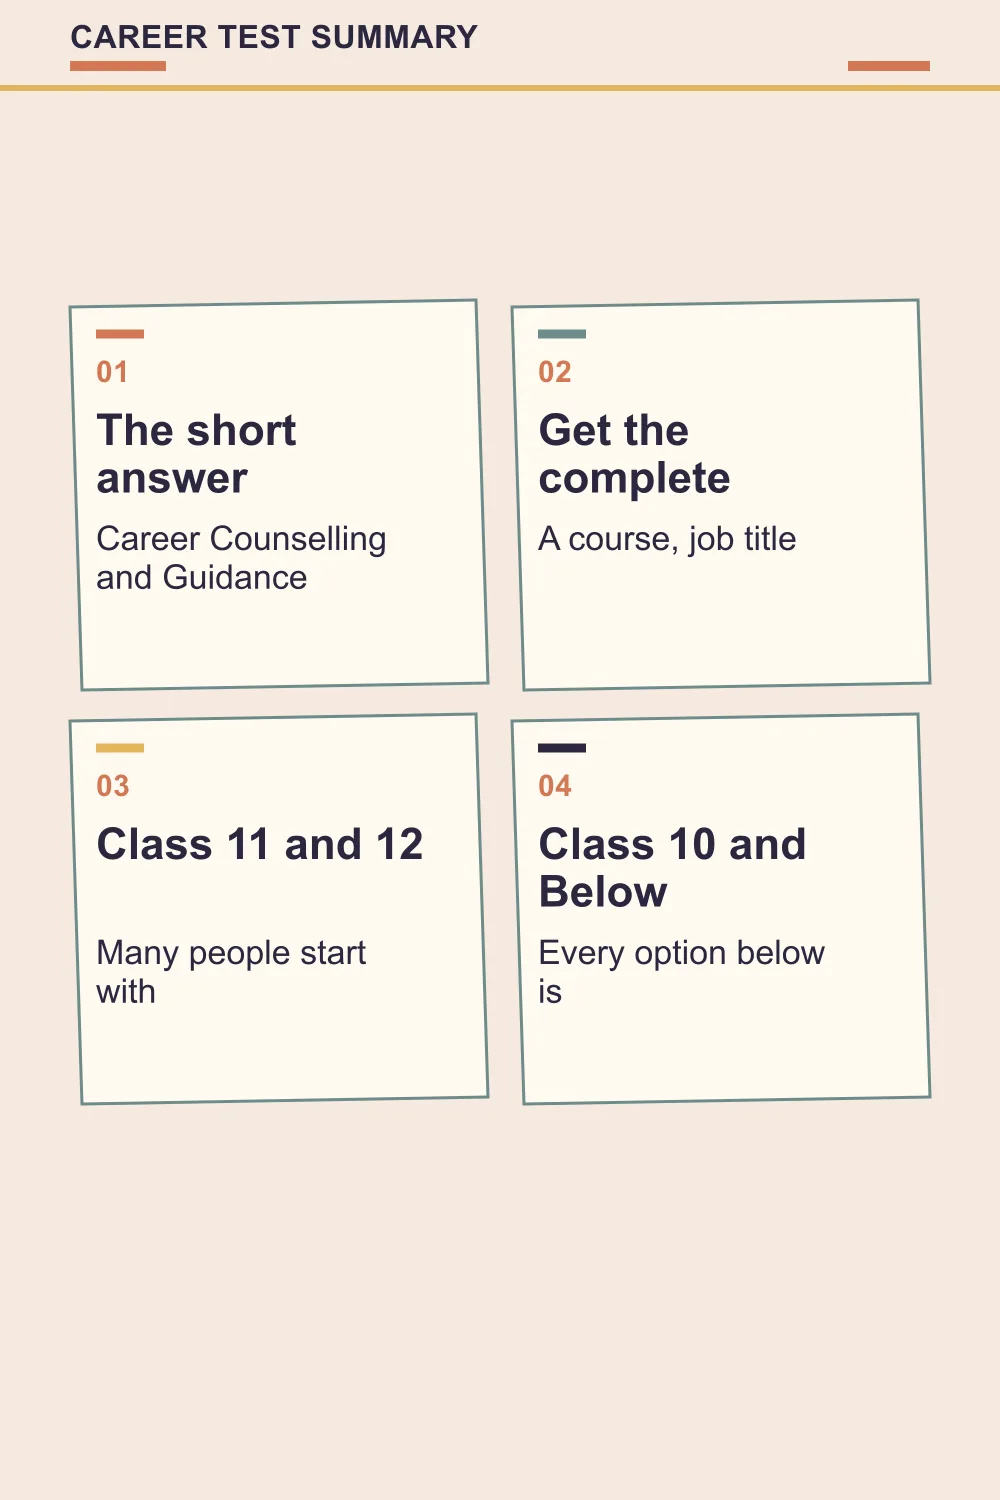 CAREER TEST SUMMARY
01
The short
answer
Career Counselling
and Guidance
02
Get the
complete
A course, job title
03
Class 11 and 12
Many people start
with
04
Class 10 and
Below
Every option below
is